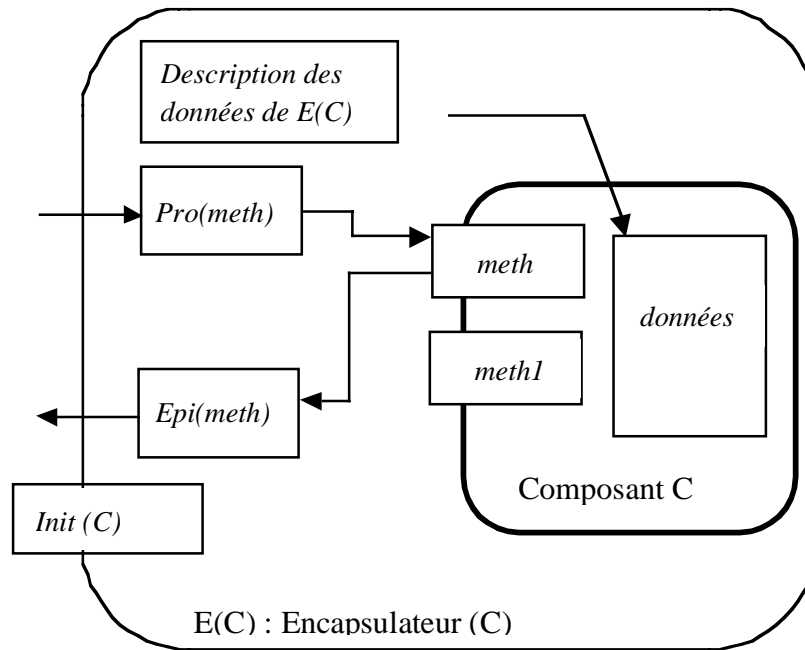 Description des
données de E(C)
Pro(meth)
meth
données
meth1
Epi(meth)
Composant C
Init (C)
E(C) : Encapsulateur (C)